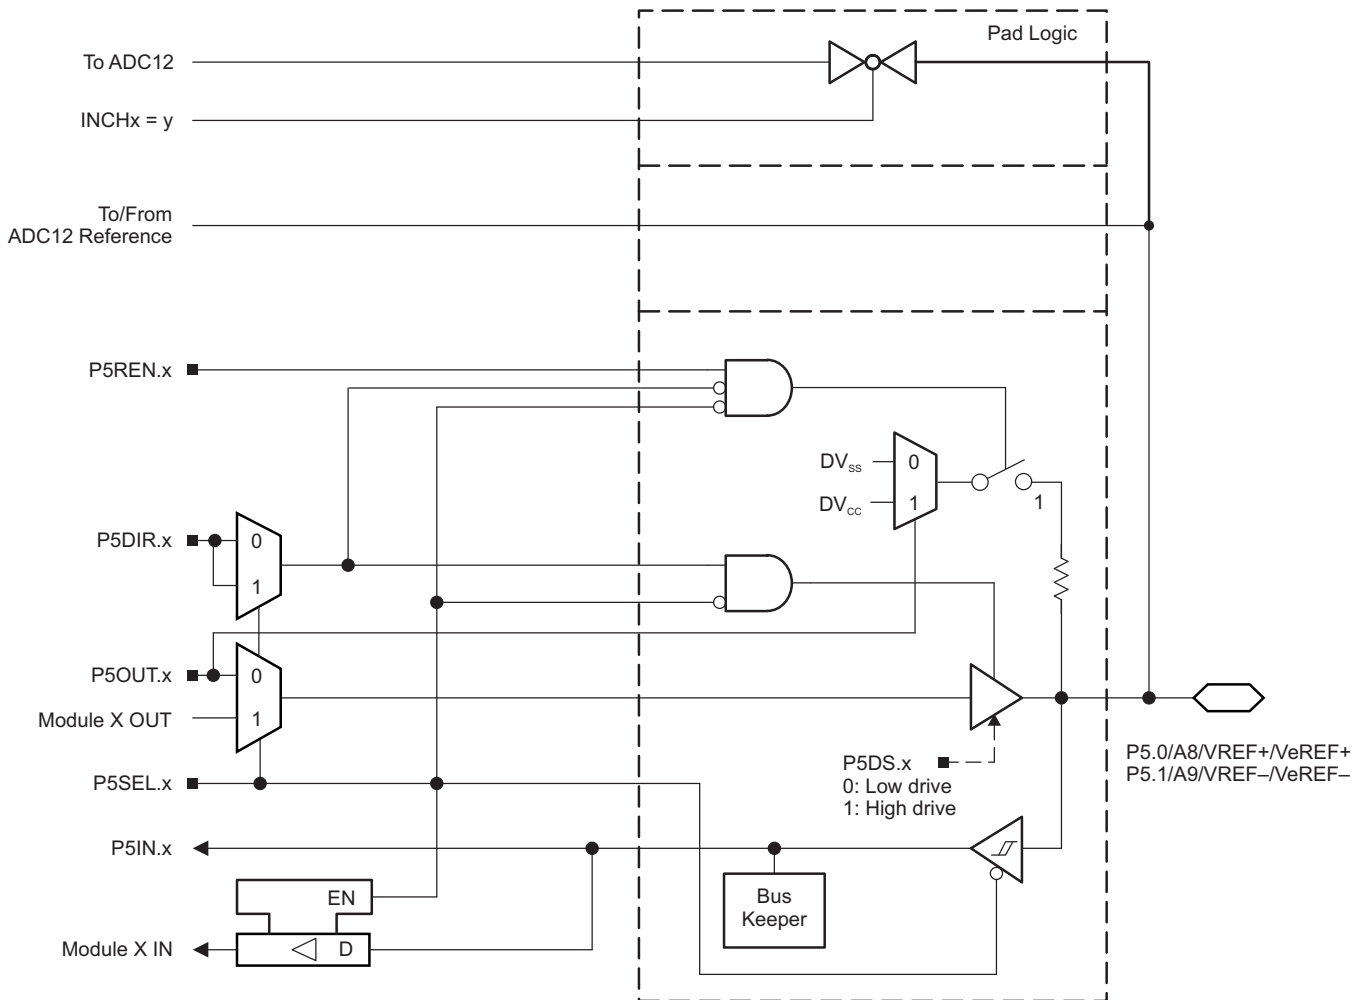 Pad Logic
To ADC12
INCHx = y
To/From
ADC12 Reference
P5REN.x
DVSS
0
DVCC
1
1
P5DIR.x
0
1
P5OUT.x
0
Module X OUT
1
P5DS.x
0: Low drive
1: High drive
P5.0/A8/VREF+/VeREF+
P5.1/A9/VREF–/VeREF–
P5SEL.x
P5IN.x
Bus
Keeper
EN
Module X IN
D